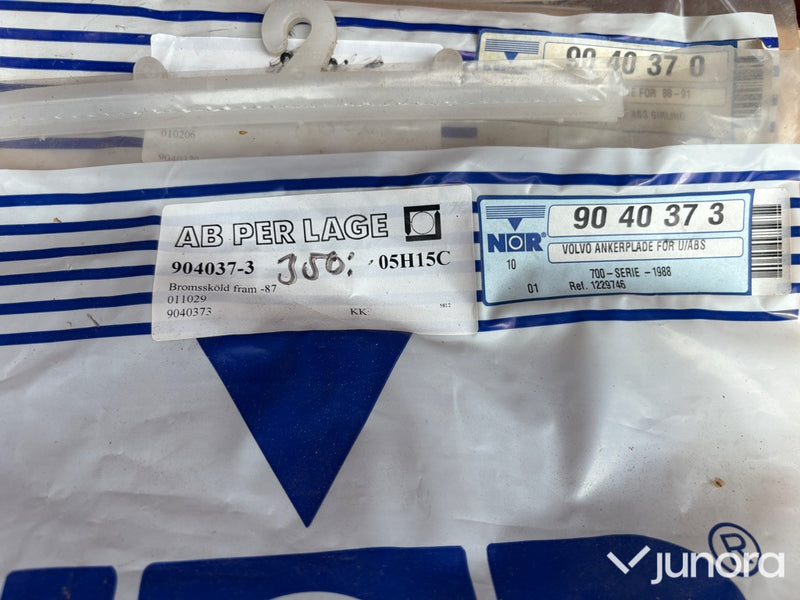 90 40 37 0
FOR 88-91
ABS GIRLING
010206
AB PER LAGE
904037-3
350:-
05H15C
Bromssköld fram -87
011029
9040373
KK
3812
NOR
90 40 37 3
VOLVO ANKERPLADE FOR U/ABS
10
700-SERIE -1988
01
Ref. 1229746
®
junora